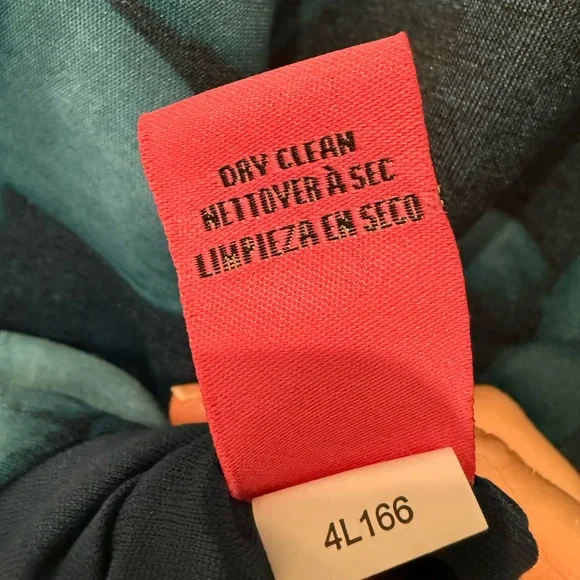 DRY CLEAN
NETTOYER À SEC
LIMPIEZA EN SECO
4L166